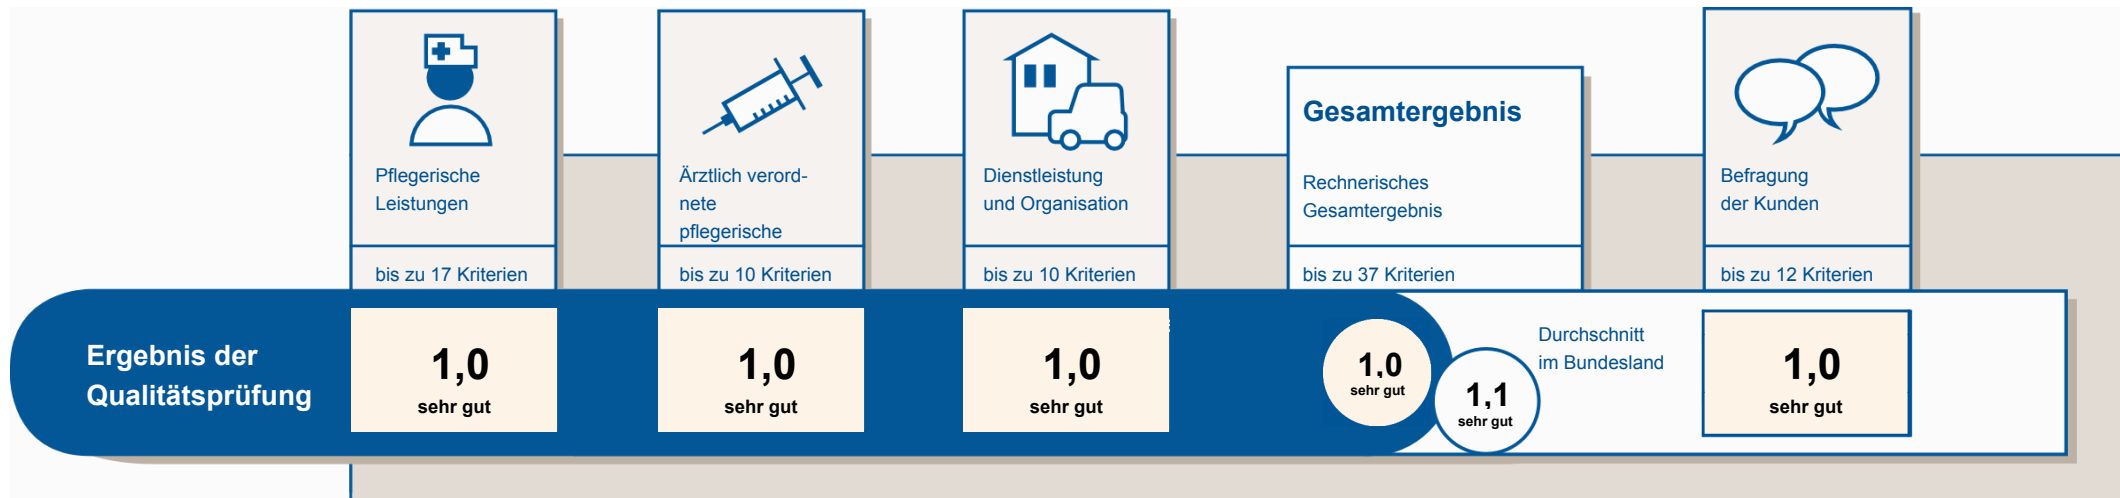 Pflegerische
Leistungen
bis zu 17 Kriterien
Ärztlich verord-
nete
pflegerische
bis zu 10 Kriterien
Dienstleistung
und Organisation
bis zu 10 Kriterien
Gesamtergebnis
Rechnerisches
Gesamtergebnis
bis zu 37 Kriterien
Befragung
der Kunden
bis zu 12 Kriterien
Ergebnis der
Qualitätsprüfung
1,0
sehr gut
1,0
sehr gut
1,0
sehr gut
1,0
sehr gut
1,1
sehr gut
Durchschnitt
im Bundesland
1,0
sehr gut